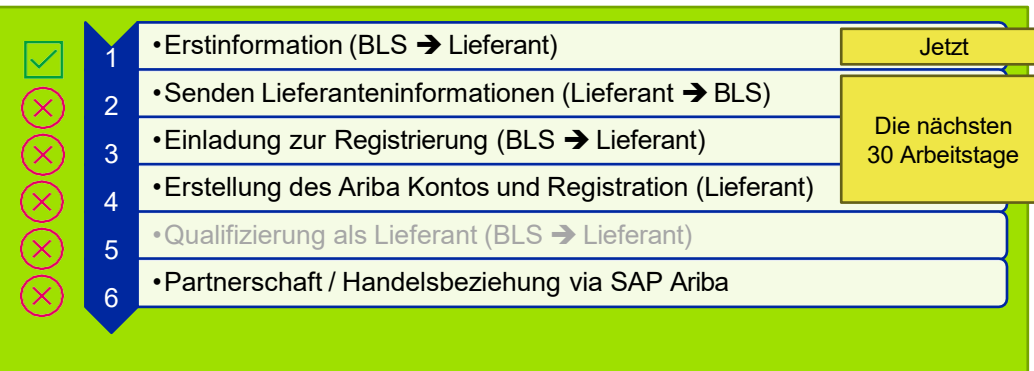 1 •Erstinformation (BLS ➔ Lieferant) Jetzt
2 •Senden Lieferanteninformationen (Lieferant ➔ BLS)
3 •Einladung zur Registrierung (BLS ➔ Lieferant)
4 •Erstellung des Ariba Kontos und Registration (Lieferant)
Die nächsten
30 Arbeitstage
5 •Qualifizierung als Lieferant (BLS ➔ Lieferant)
6 •Partnerschaft / Handelsbeziehung via SAP Ariba